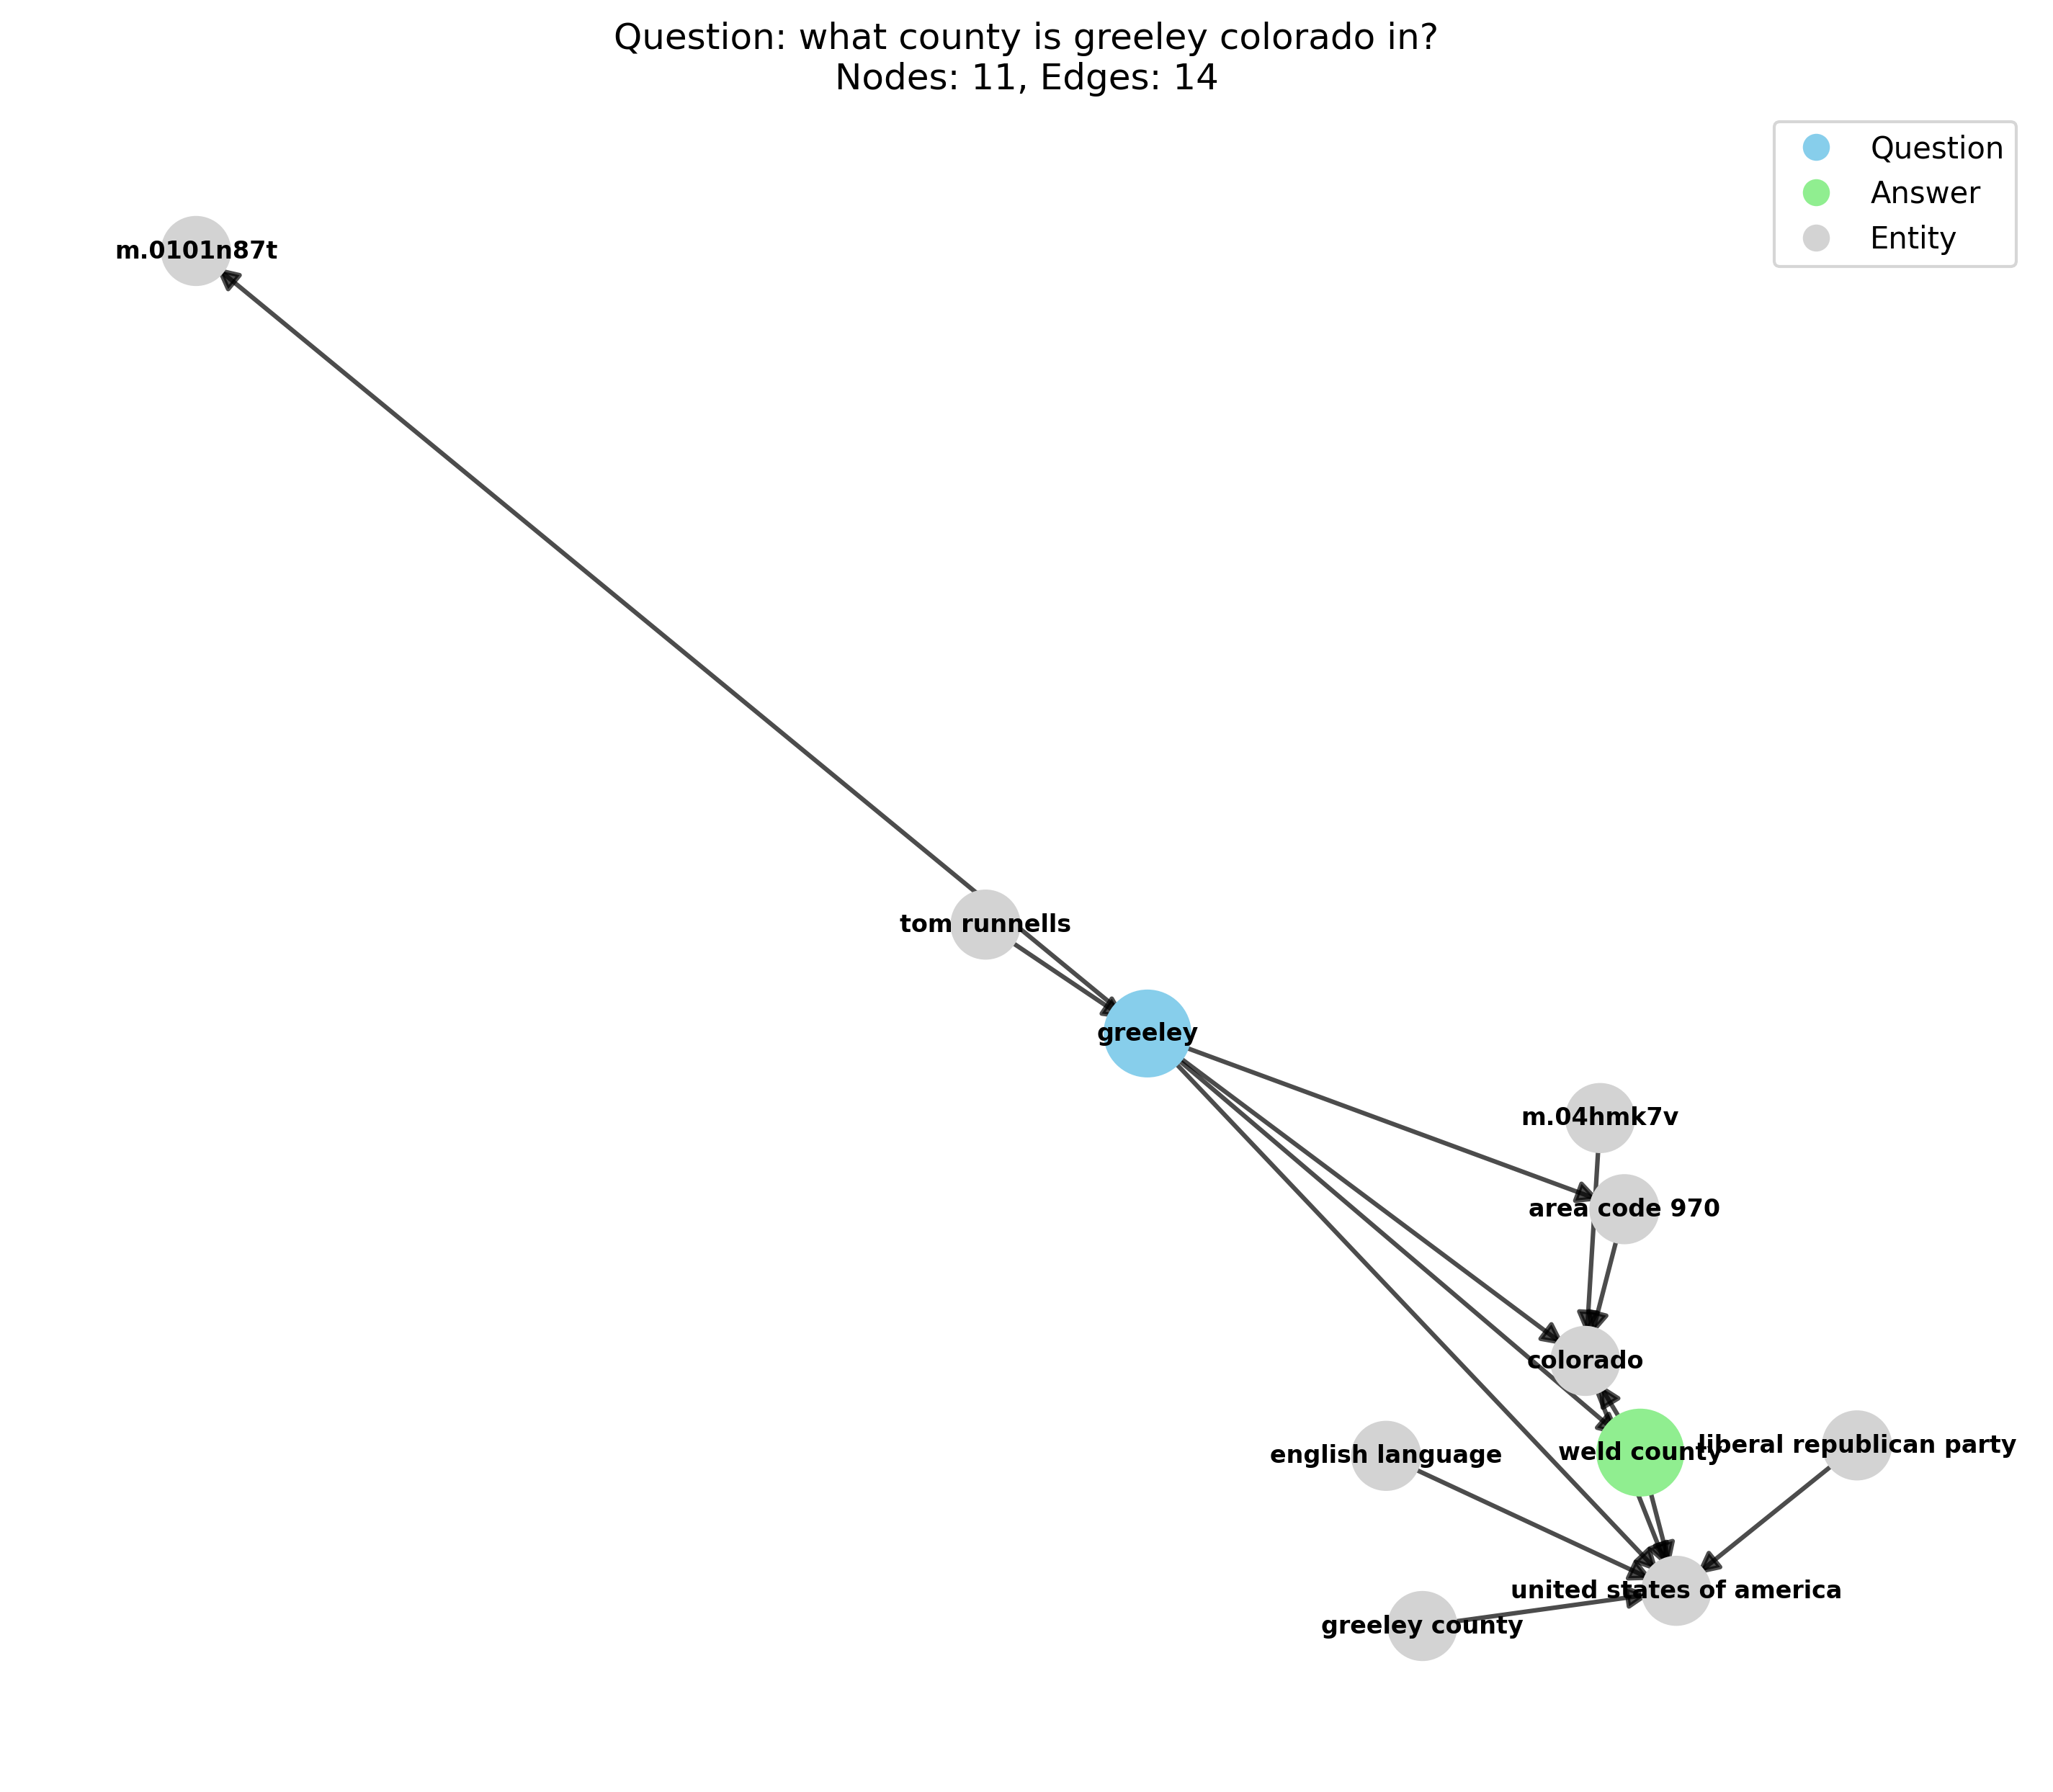 Question: what county is greeley colorado in?
Nodes: 11, Edges: 14
Question
Answer
Entity
m.0101n87t
tom runnells
greeley
m.04hmk7v
area code 970
colorado
english language
weld county
liberal republican party
united states of america
greeley county